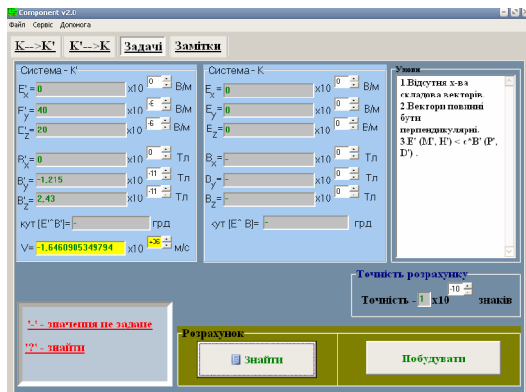 Component v2.0
Файл Сервіс Допомога
K-->K' K'-->K Задачі Замітки
Система - K'
E'x= 0 x10 0 В/м
E'y= 40 x10 -6 В/м
E'z= 20 x10 -6 В/м
B'x= 0 x10 0 Тл
B'y= -1,215 x10 -11 Тл
B'z= 2,43 x10 -11 Тл
кут [E'^B']= - грд
V= -1,6460905349794 x10 +06 м/с
Система - K
Ex= 0 x10 0 В/м
Ey= 0 x10 0 В/м
Ez= 0 x10 0 В/м
Bx= - x10 0 Тл
By= - x10 0 Тл
Bz= - x10 0 Тл
кут [E^ B]= - грд
Умови
1.Відсутня х-ва
складова векторів.
2.Вектори повинні
бути
перпендикулярні.
3.E' (M', H') < c*B' (P',
D') .
Точність розрахунку
Точність - 1 x10 -10 знаків
'-' - значення не задане
'?' - знайти
Розрахунок
Знайти
Побудувати